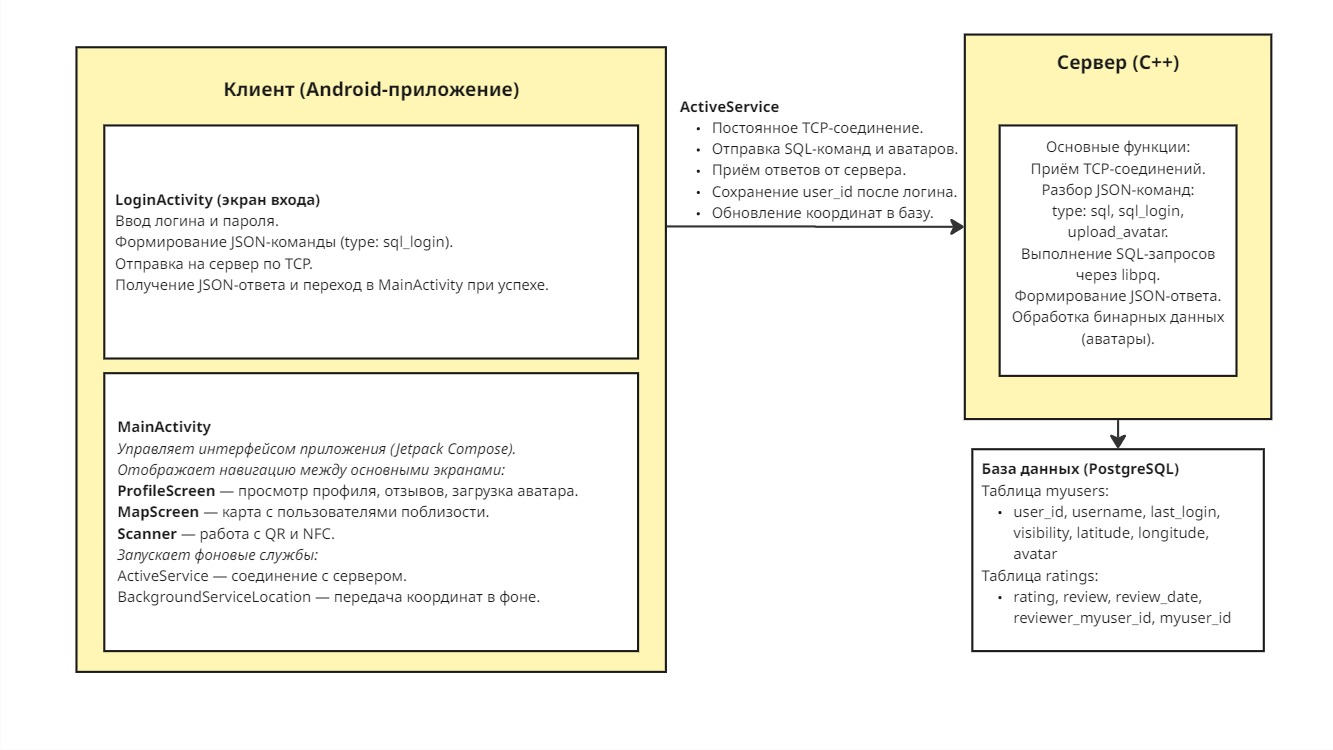 Клиент (Android-приложение)
LoginActivity (экран входа)
Ввод логина и пароля.
Формирование JSON-команды (type: sql_login).
Отправка на сервер по TCP.
Получение JSON-ответа и переход в MainActivity при успехе.
MainActivity
Управляет интерфейсом приложения (Jetpack Compose).
Отображает навигацию между основными экранами:
ProfileScreen — просмотр профиля, отзывов, загрузка аватара.
MapScreen — карта с пользователями поблизости.
Scanner — работа с QR и NFC.
Запускает фоновые службы:
ActiveService — соединение с сервером.
BackgroundServiceLocation — передача координат в фоне.
ActiveService
• Постоянное TCP-соединение.
• Отправка SQL-команд и аватаров.
• Приём ответов от сервера.
• Сохранение user_id после логина.
• Обновление координат в базу.
Сервер (C++)
Основные функции:
Приём TCP-соединений.
Разбор JSON-команд:
type: sql, sql_login,
upload_avatar.
Выполнение SQL-запросов
через libpq.
Формирование JSON-ответа.
Обработка бинарных данных
(аватары).
База данных (PostgreSQL)
Таблица myusers:
• user_id, username, last_login,
visibility, latitude, longitude,
avatar
Таблица ratings:
• rating, review, review_date,
reviewer_myuser_id, myuser_id